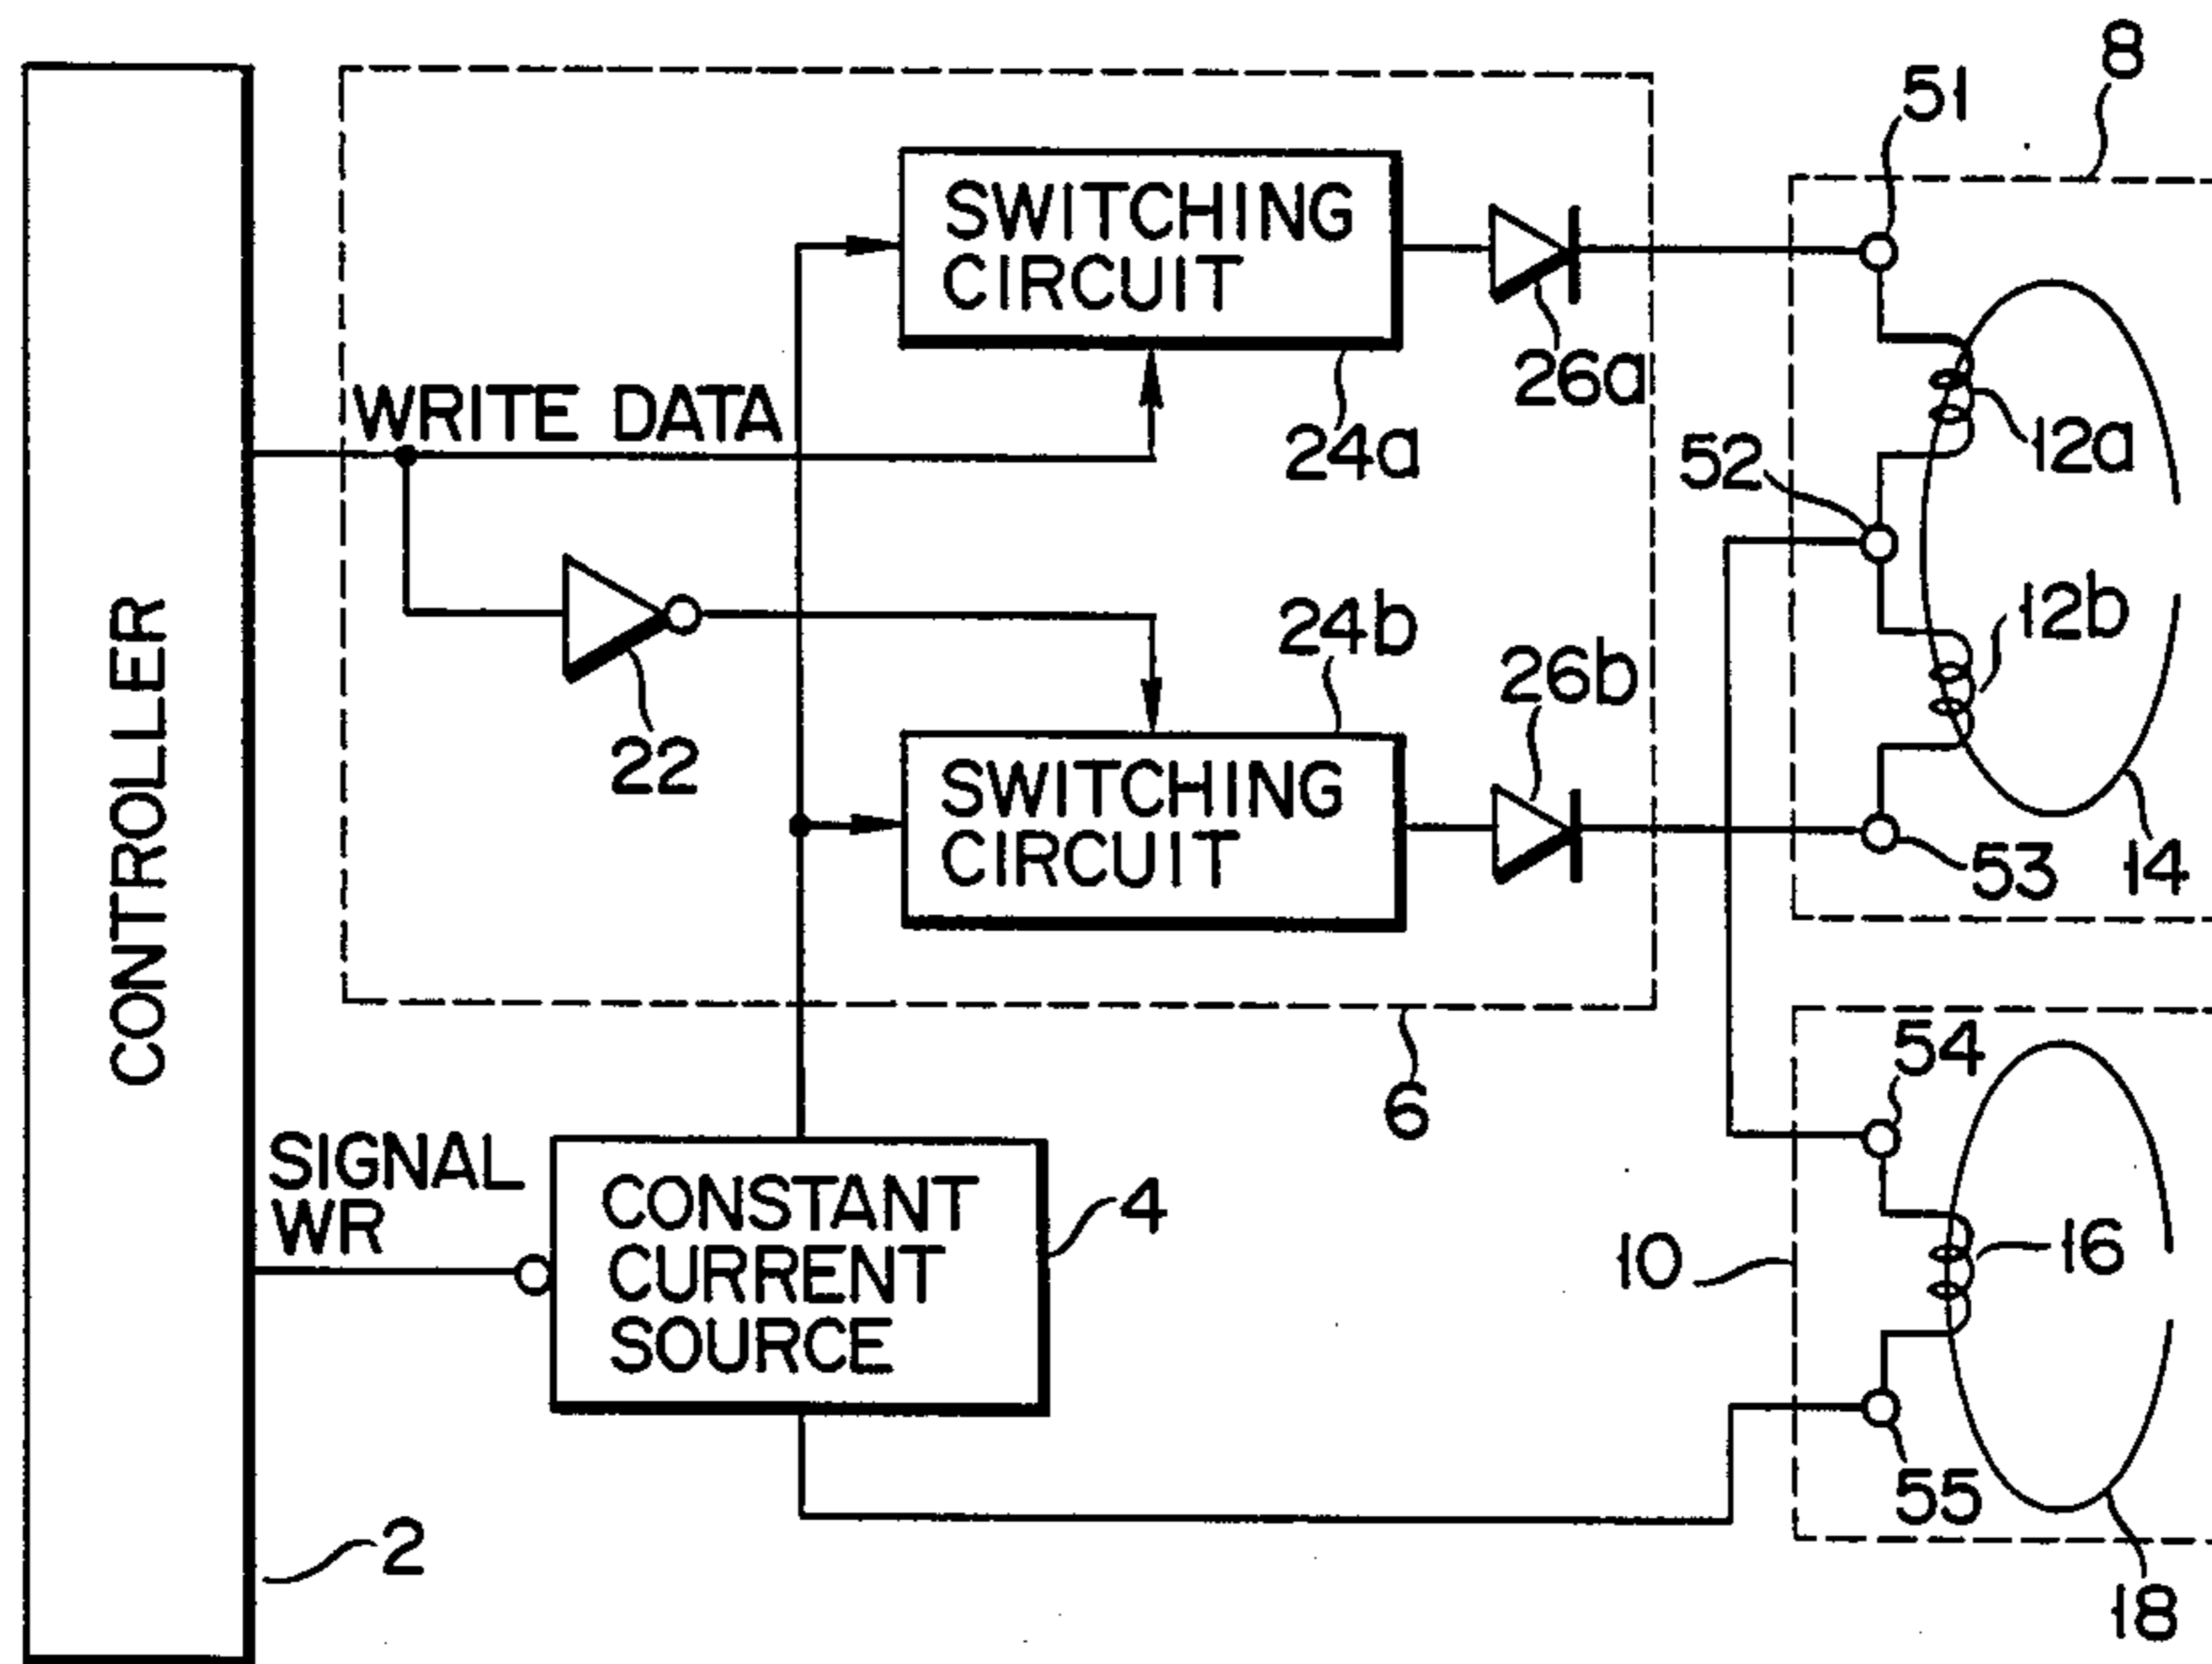 8
51
SWITCHING
CIRCUIT
26a
WRITE DATA
24a
12a
52
CONTROLLER
22
24b
26b
12b
SWITCHING
CIRCUIT
53
14
6
54
SIGNAL
WR
CONSTANT
CURRENT
SOURCE
4
10
16
55
2
18